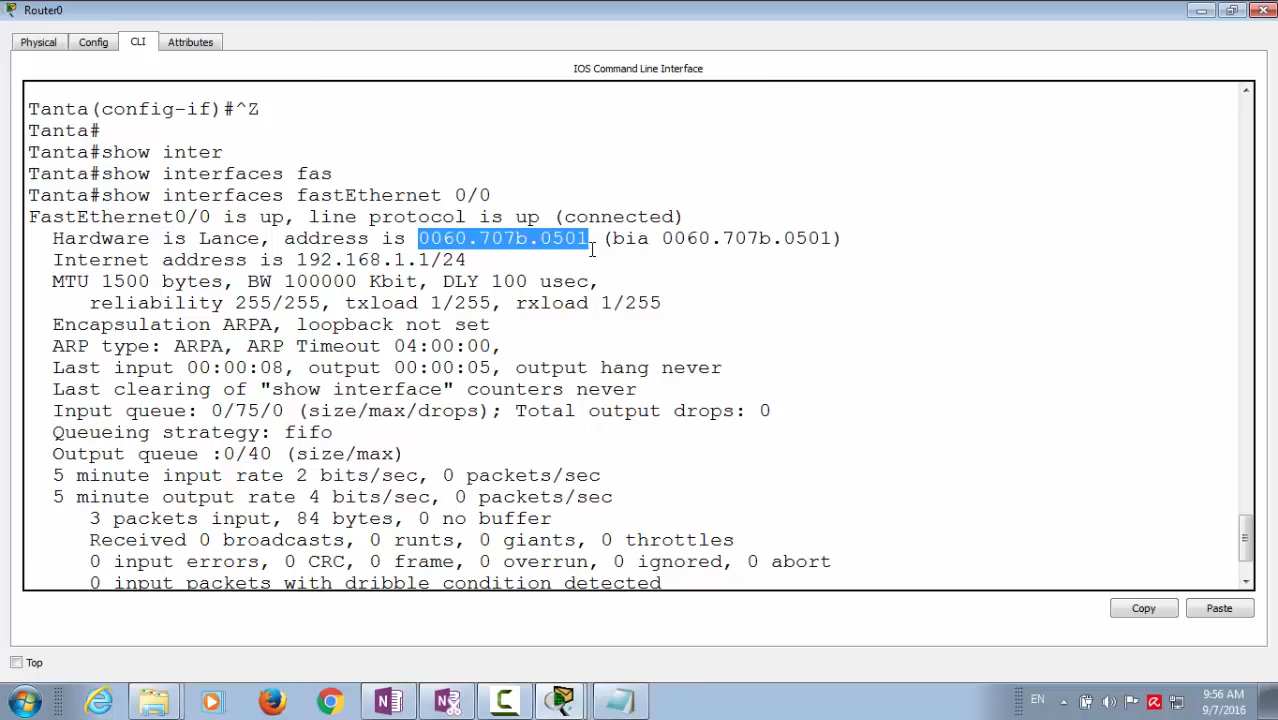 Router0
Physical
Config
CLI
Attributes
IOS Command Line Interface
Tanta(config-if)#^Z
Tanta#
Tanta#show inter
Tanta#show interfaces fas
Tanta#show interfaces fastEthernet 0/0
FastEthernet0/0 is up, line protocol is up (connected)
Hardware is Lance, address is 0060.707b.0501 (bia 0060.707b.0501)
Internet address is 192.168.1.1/24
MTU 1500 bytes, BW 100000 Kbit, DLY 100 usec,
reliability 255/255, txload 1/255, rxload 1/255
Encapsulation ARPA, loopback not set
ARP type: ARPA, ARP Timeout 04:00:00,
Last input 00:00:08, output 00:00:05, output hang never
Last clearing of "show interface" counters never
Input queue: 0/75/0 (size/max/drops); Total output drops: 0
Queueing strategy: fifo
Output queue :0/40 (size/max)
5 minute input rate 2 bits/sec, 0 packets/sec
5 minute output rate 4 bits/sec, 0 packets/sec
3 packets input, 84 bytes, 0 no buffer
Received 0 broadcasts, 0 runts, 0 giants, 0 throttles
0 input errors, 0 CRC, 0 frame, 0 overrun, 0 ignored, 0 abort
0 input packets with dribble condition detected
Copy
Paste
Top
EN
9:56 AM
9/7/2016